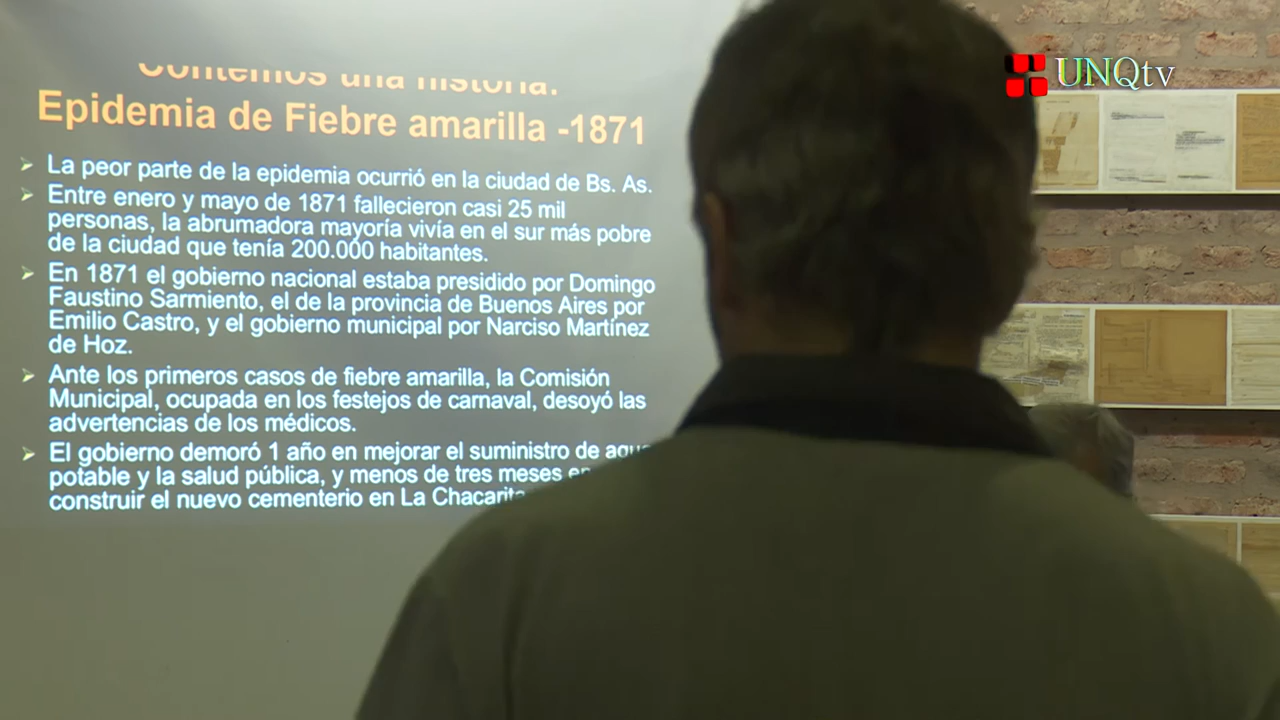 Contemos una historia:
Epidemia de Fiebre amarilla -1871
La peor parte de la epidemia ocurrió en la ciudad de Bs. As.
Entre enero y mayo de 1871 fallecieron casi 25 mil
personas, la abrumadora mayoría vivía en el sur más pobre
de la ciudad que tenía 200.000 habitantes.
En 1871 el gobierno nacional estaba presidido por Domingo
Faustino Sarmiento, el de la provincia de Buenos Aires por
Emilio Castro, y el gobierno municipal por Narciso Martínez
de Hoz.
Ante los primeros casos de fiebre amarilla, la Comisión
Municipal, ocupada en los festejos de carnaval, desoyó las
advertencias de los médicos.
El gobierno demoró 1 año en mejorar el suministro de agua
potable y la salud pública, y menos de tres meses en
construir el nuevo cementerio en La Chacarita
UNQtv